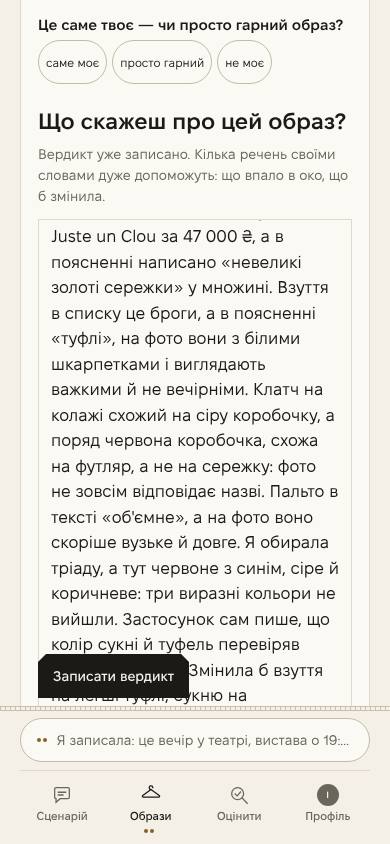 Це саме твоє — чи просто гарний образ?
саме моє
просто гарний
не моє
Що скажеш про цей образ?
Вердикт уже записано. Кілька речень своїми
словами дуже допоможуть: що впало в око, що
б змінила.
Juste un Clou за 47 000 ₴, а в
поясненні написано «невеликі
золоті сережки» у множині. Взуття
в списку це броги, а в поясненні
«туфлі», на фото вони з білими
шкарпетками і виглядають
важкими й не вечірніми. Клатч на
колажі схожий на сіру коробочку, а
поряд червона коробочка, схожа
на футляр, а не на сережку: фото
не зовсім відповідає назві. Пальто в
тексті «об'ємне», а на фото воно
скоріше вузьке й довге. Я обирала
тріаду, а тут червоне з синім, сіре й
коричневе: три виразні кольори не
вийшли. Застосунок сам пише, що
колір сукні й туфель перевіряв
Записати вердикт
Змінила б взуття
на легші туфлі, сукню на
Я записала: це вечір у театрі, вистава о 19:...
Сценарій
Образи
Оцінити
І
Профіль